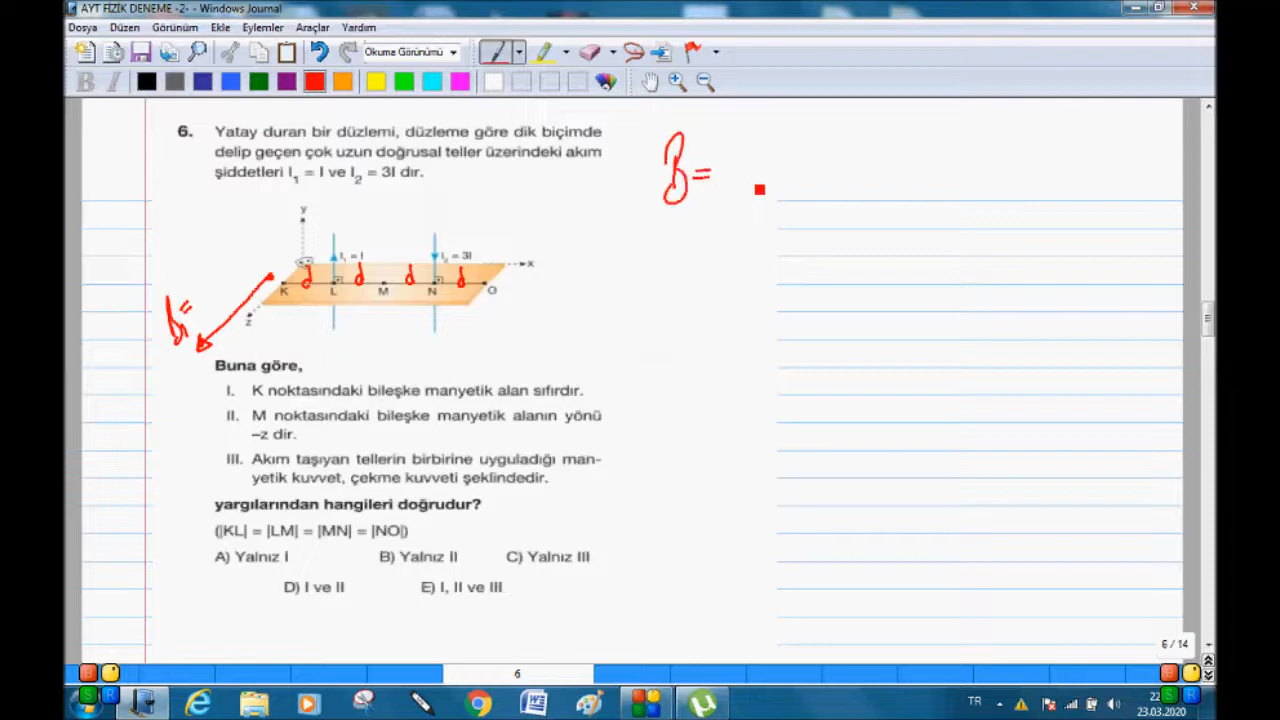 AYT FİZİK DENEME -2- - Windows Journal
Dosya Düzen Görünüm Ekle Eylemler Araçlar Yardım
Okuma Görünümü
B I
6. Yatay duran bir düzlemi, düzleme göre dik biçimde
delip geçen çok uzun doğrusal teller üzerindeki akım
şiddetleri I₁ = I ve I₂ = 3I dır.
B=
y
I₁ = I I₂ = 3I
x
d d d d
K L M N O
z
B₁=
Buna göre,
I. K noktasındaki bileşke manyetik alan sıfırdır.
II. M noktasındaki bileşke manyetik alanın yönü
–z dir.
III. Akım taşıyan tellerin birbirine uyguladığı man-
yetik kuvvet, çekme kuvveti şeklindedir.
yargılarından hangileri doğrudur?
(|KL| = |LM| = |MN| = |NO|)
A) Yalnız I B) Yalnız II C) Yalnız III
D) I ve II E) I, II ve III
6 / 14
6
S R
TR
22
S R
23.03.2020